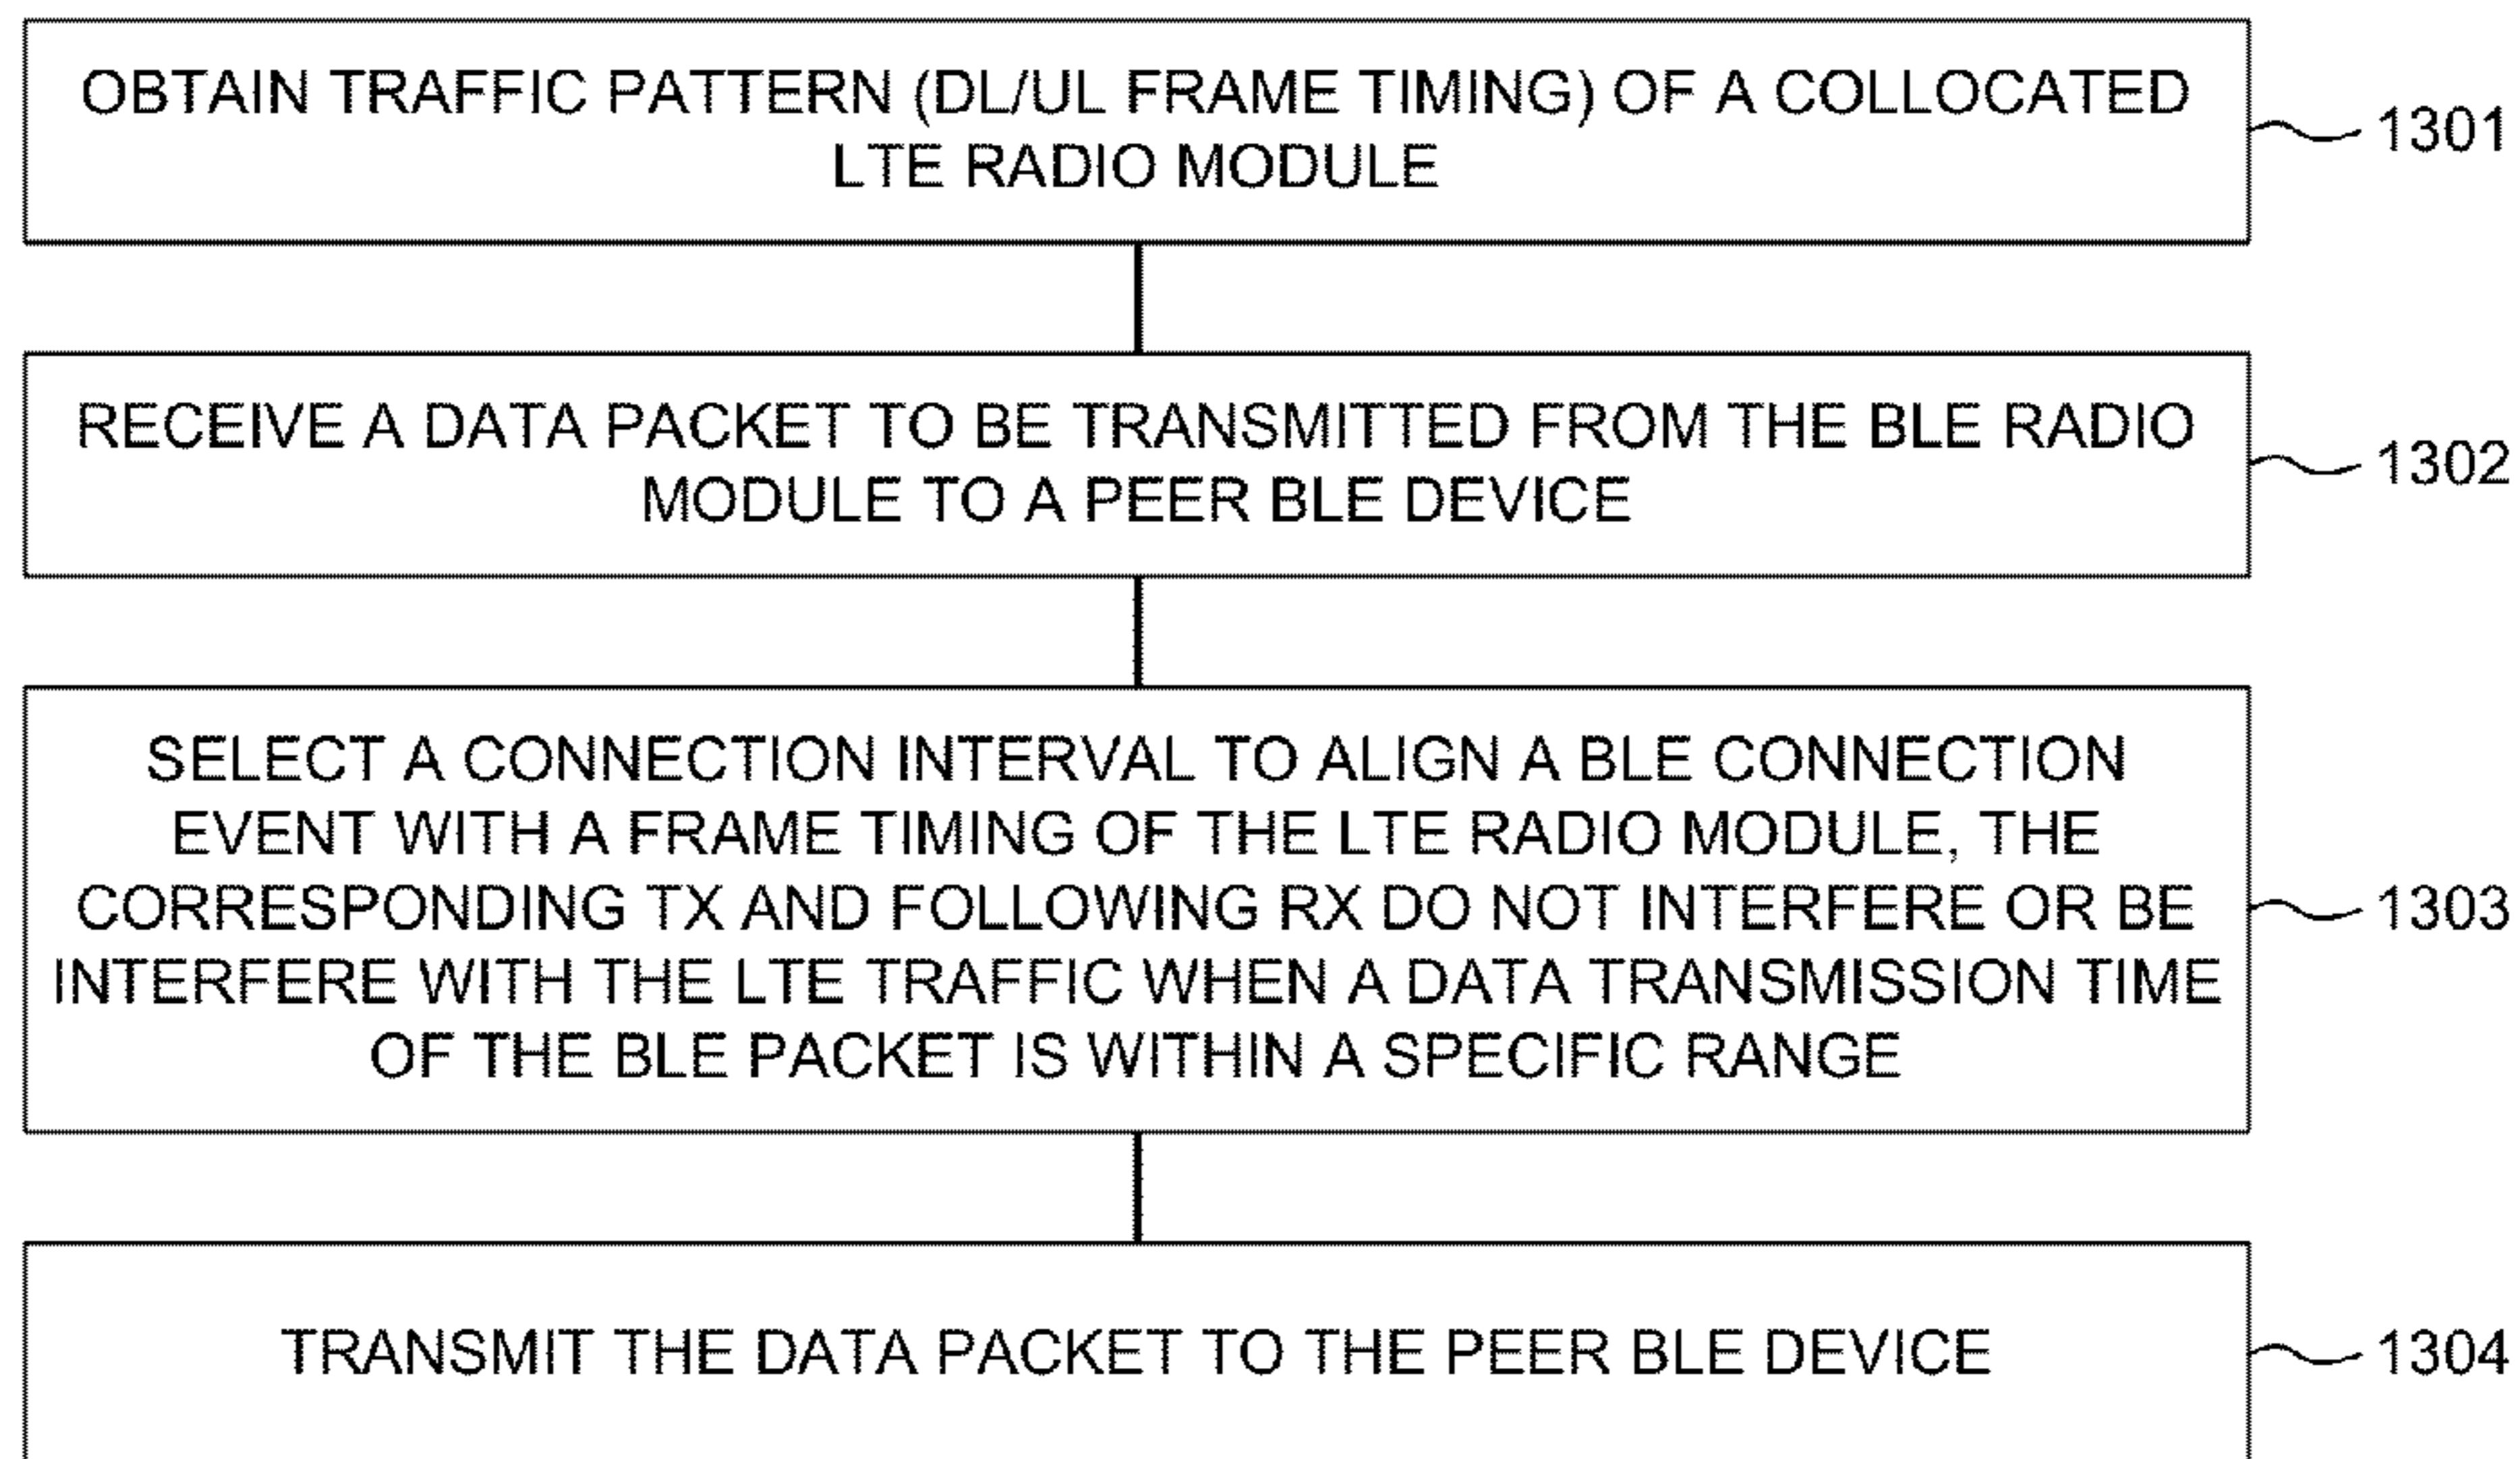 OBTAIN TRAFFIC PATTERN (DL/UL FRAME TIMING) OF A COLLOCATED
LTE RADIO MODULE
1301
RECEIVE A DATA PACKET TO BE TRANSMITTED FROM THE BLE RADIO
MODULE TO A PEER BLE DEVICE
1302
SELECT A CONNECTION INTERVAL TO ALIGN A BLE CONNECTION
EVENT WITH A FRAME TIMING OF THE LTE RADIO MODULE, THE
CORRESPONDING TX AND FOLLOWING RX DO NOT INTERFERE OR BE
INTERFERE WITH THE LTE TRAFFIC WHEN A DATA TRANSMISSION TIME
OF THE BLE PACKET IS WITHIN A SPECIFIC RANGE
1303
TRANSMIT THE DATA PACKET TO THE PEER BLE DEVICE
1304